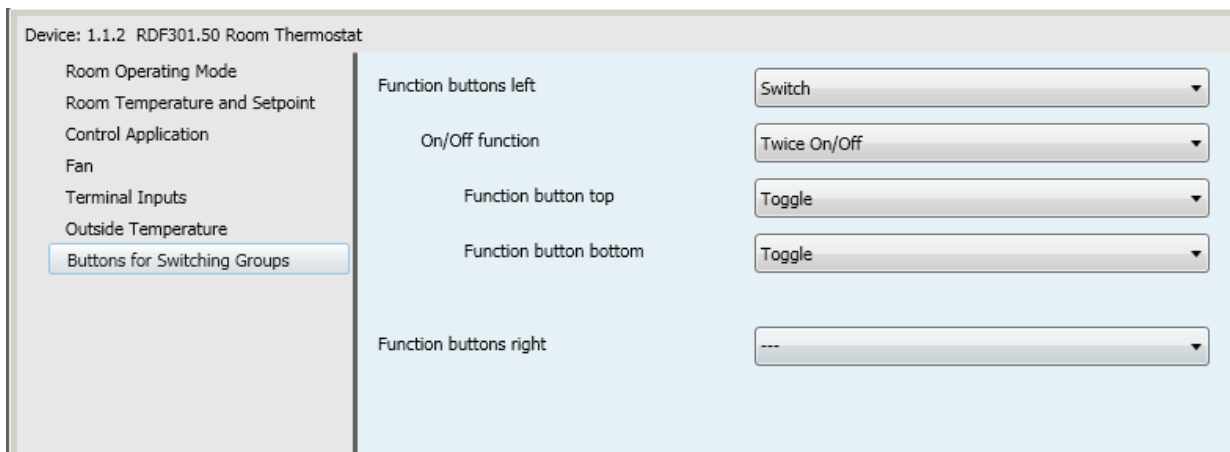 Device: 1.1.2 RDF301.50 Room Thermostat
Room Operating Mode
Room Temperature and Setpoint
Control Application
Fan
Terminal Inputs
Outside Temperature
Buttons for Switching Groups
Function buttons left
Switch
On/Off function
Twice On/Off
Function button top
Toggle
Function button bottom
Toggle
Function buttons right
---